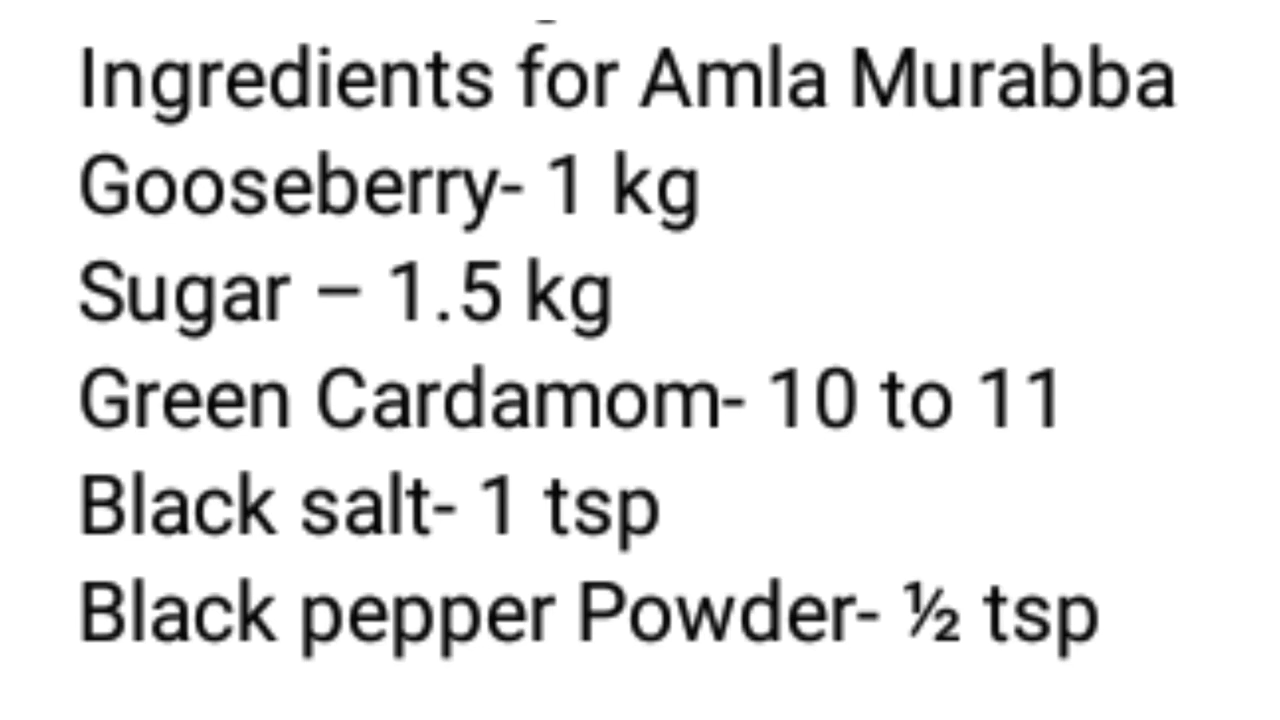 Ingredients for Amla Murabba
Gooseberry- 1 kg
Sugar – 1.5 kg
Green Cardamom- 10 to 11
Black salt- 1 tsp
Black pepper Powder- ½ tsp